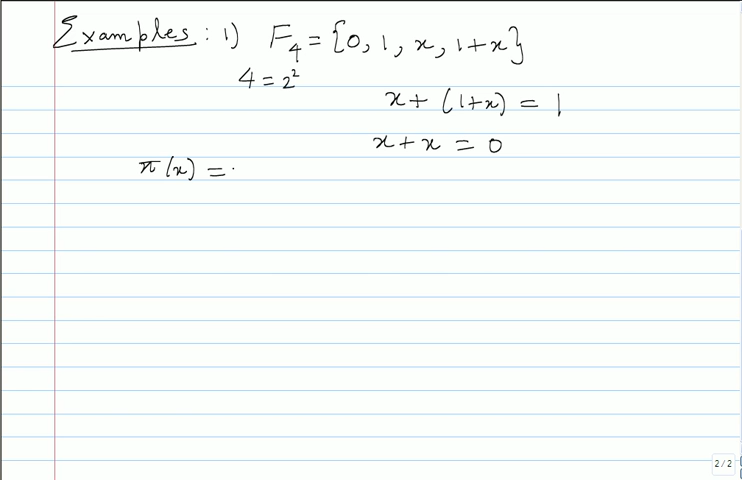 Examples : 1) F₄ = {0, 1, x, 1+x}
4 = 2²
x + (1+x) = 1
x + x = 0
π(x) =
2 / 2